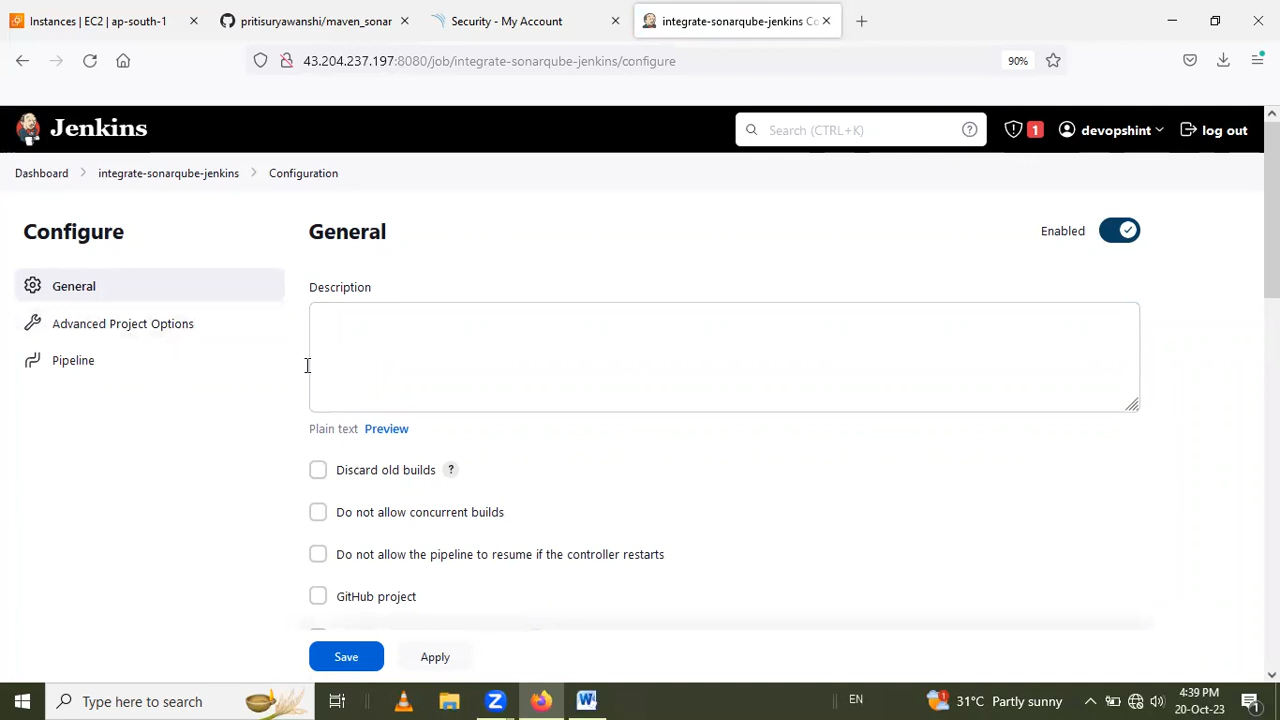 Instances | EC2 | ap-south-1
pritisuryawanshi/maven_sonar
Security - My Account
integrate-sonarqube-jenkins Co
43.204.237.197:8080/job/integrate-sonarqube-jenkins/configure
90%
Jenkins
Search (CTRL+K)
1
devopshint
log out
Dashboard
integrate-sonarqube-jenkins
Configuration
Configure
General
Enabled
General
Advanced Project Options
Pipeline
Description
Plain text Preview
Discard old builds ?
Do not allow concurrent builds
Do not allow the pipeline to resume if the controller restarts
GitHub project
Save
Apply
Type here to search
EN
1
31°C Partly sunny
4:39 PM
20-Oct-23
1